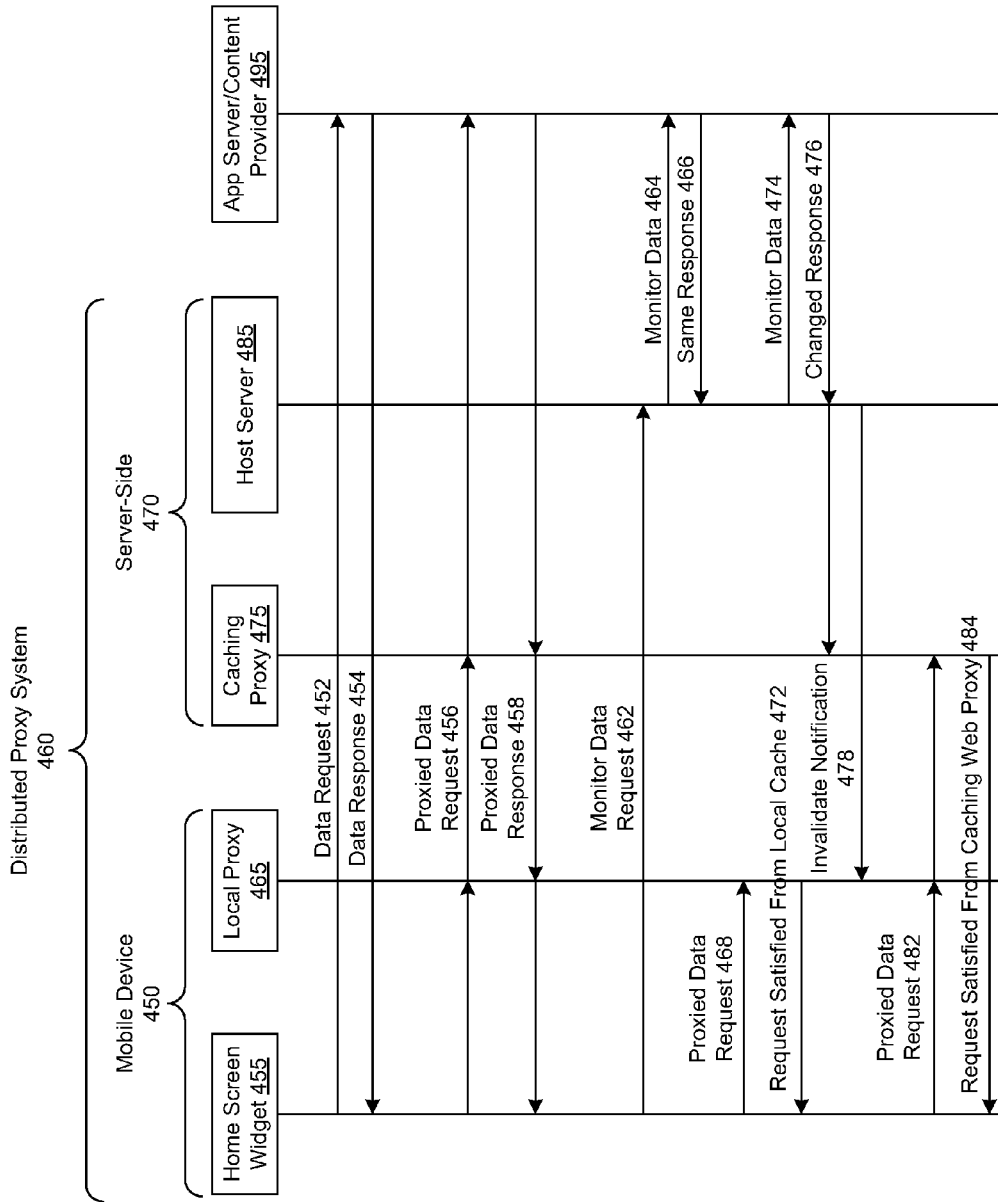 Distributed Proxy System
460
Mobile Device
450
Server-Side
470
Home Screen
Widget 455
Local Proxy
465
Caching
Proxy 475
Host Server 485
App Server/Content
Provider 495
Data Request 452
Data Response 454
Proxied Data
Request 456
Proxied Data
Response 458
Monitor Data
Request 462
Monitor Data 464
Same Response 466
Proxied Data
Request 468
Request Satisfied From Local Cache 472
Monitor Data 474
Changed Response 476
Invalidate Notification
478
Proxied Data
Request 482
Request Satisfied From Caching Web Proxy 484